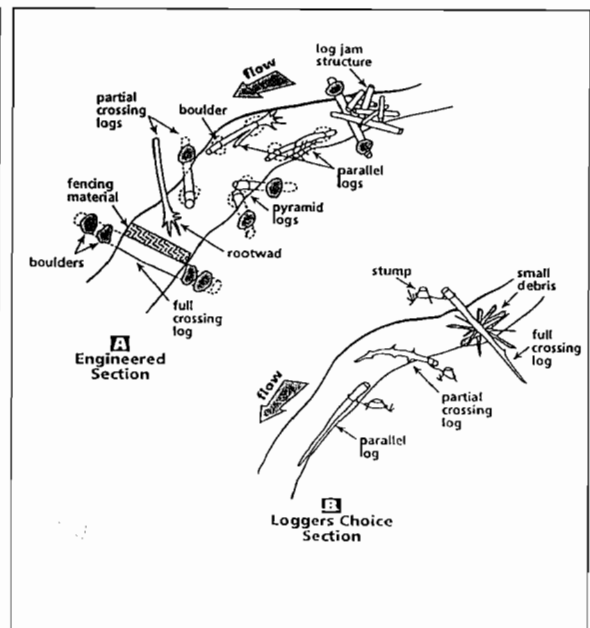 flow
log jam
structure
partial
crossing
logs
boulder
parallel
logs
fencing
material
pyramid
logs
rootwad
boulders
full
crossing
log
A
Engineered
Section
stump
small
debris
full
crossing
log
flow
partial
crossing
log
parallel
log
B
Loggers Choice
Section